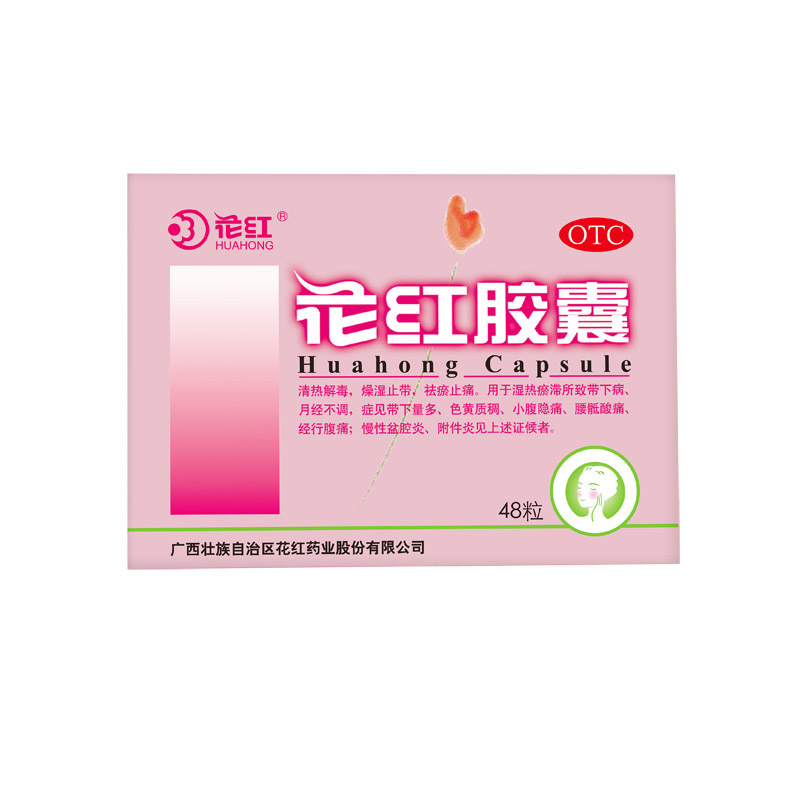 花红®
HUAHONG
OTC
花红胶囊
Huahong Capsule
清热解毒，燥湿止带，祛瘀止痛。用于湿热瘀滞所致带下病、
月经不调，症见带下量多、色黄质稠、小腹隐痛、腰骶酸痛、
经行腹痛；慢性盆腔炎、附件炎见上述证候者。
48粒
广西壮族自治区花红药业股份有限公司